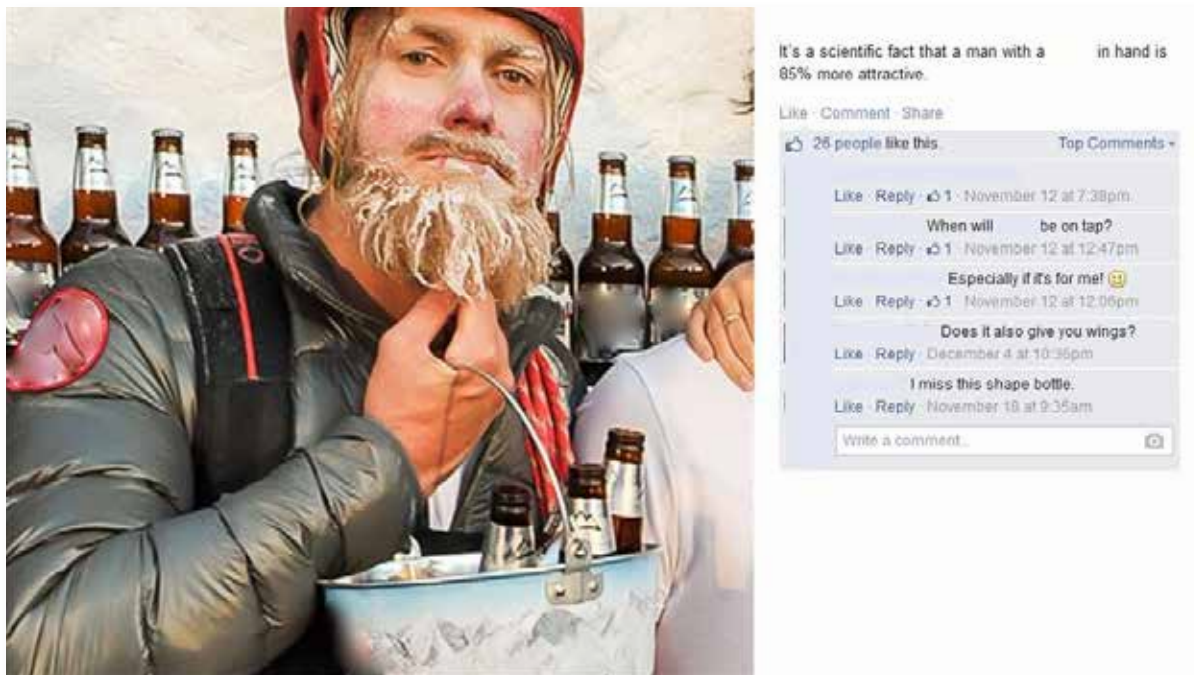 It's a scientific fact that a man with a in hand is
85% more attractive.
Like · Comment · Share
26 people like this. Top Comments
Like · Reply · 1 · November 12 at 7:38pm
When will be on tap?
Like · Reply · 1 · November 12 at 12:47pm
Especially if it's for me!
Like · Reply · 1 · November 12 at 12:06pm
Does it also give you wings?
Like · Reply · December 4 at 10:36pm
I miss this shape bottle.
Like · Reply · November 18 at 9:35am
Write a comment...